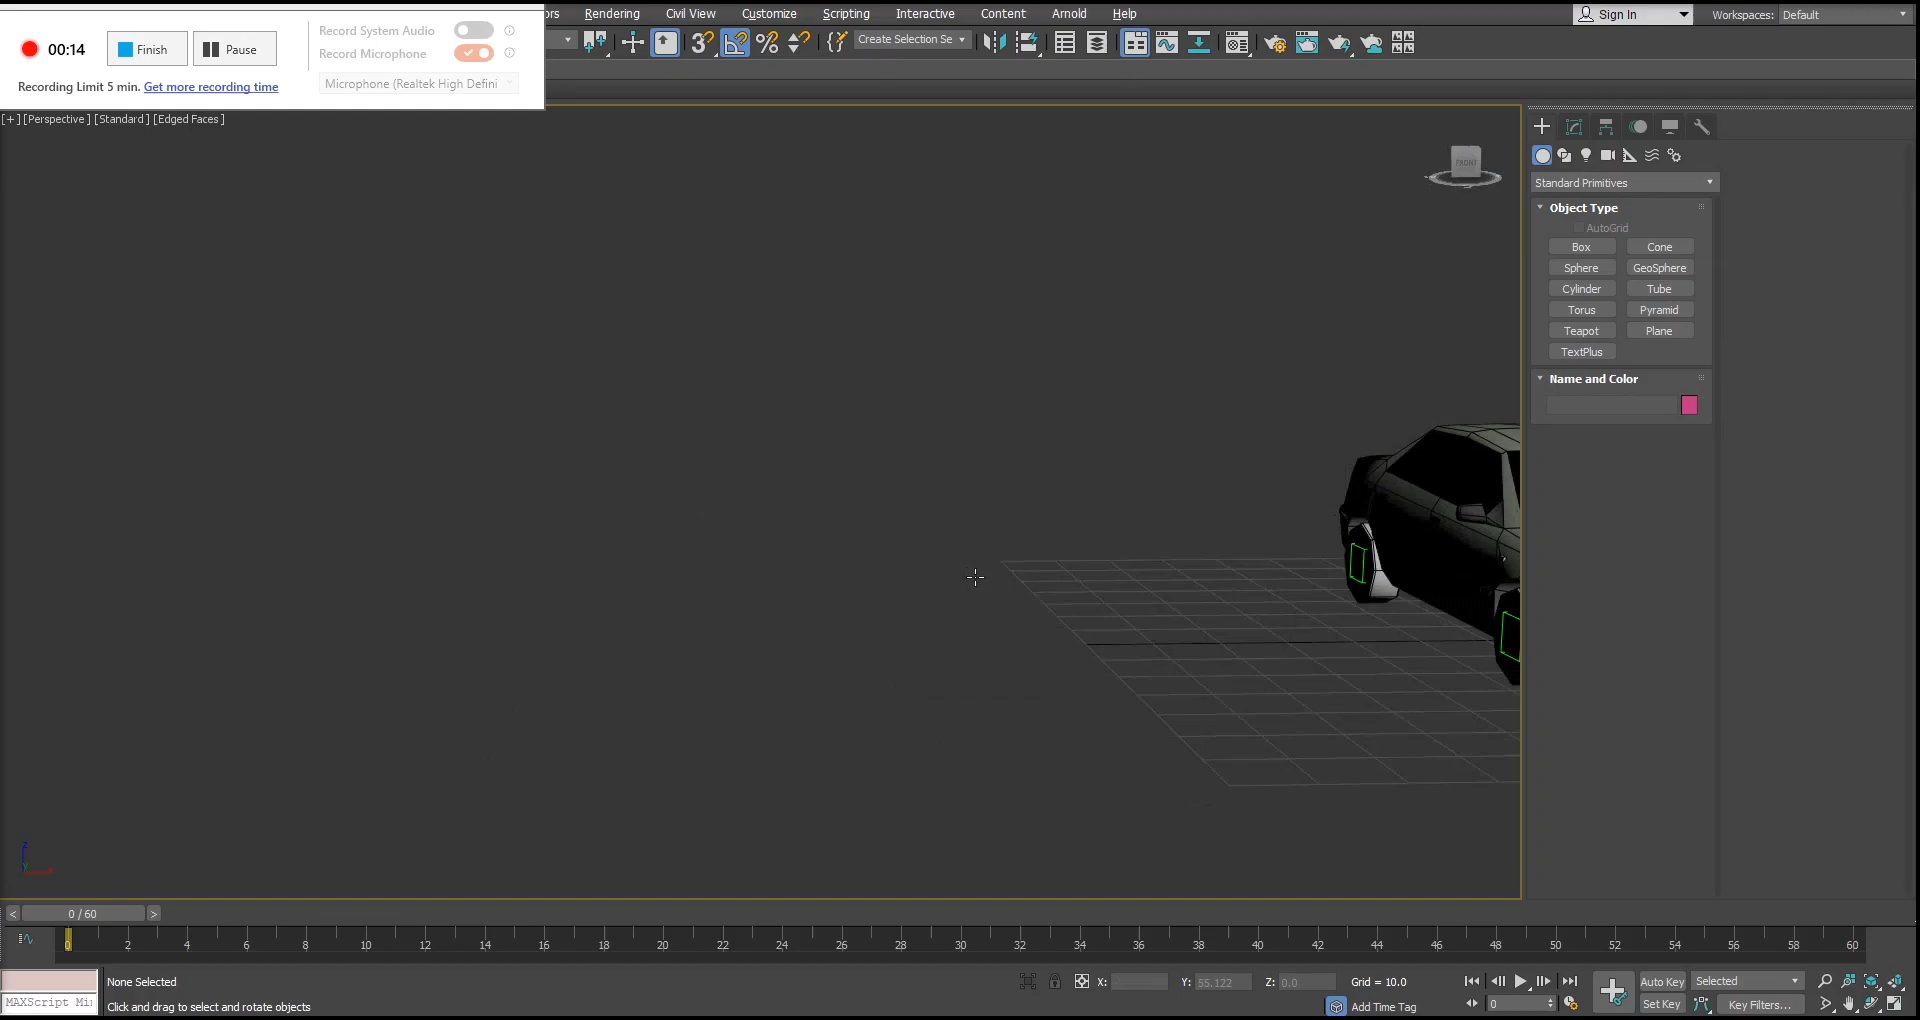 ors Rendering Civil View Customize Scripting Interactive Content Arnold Help Sign In Workspaces: Default
00:14 Finish Pause
Record System Audio
Record Microphone
Microphone (Realtek High Defini
Recording Limit 5 min. Get more recording time
3 Create Selection Se
[+] [Perspective] [Standard] [Edged Faces]
FRONT
Standard Primitives
Object Type
AutoGrid
Box Cone
Sphere GeoSphere
Cylinder Tube
Torus Pyramid
Teapot Plane
TextPlus
Name and Color
z
y
< 0 / 60 >
0 2 4 6 8 10 12 14 16 18 20 22 24 26 28 30 32 34 36 38 40 42 44 46 48 50 52 54 56 58 60
None Selected X: Y: 55.122 Z: 0.0 Grid = 10.0 Auto Key Selected
MAXScript Mi Click and drag to select and rotate objects Add Time Tag 0 Set Key Key Filters...